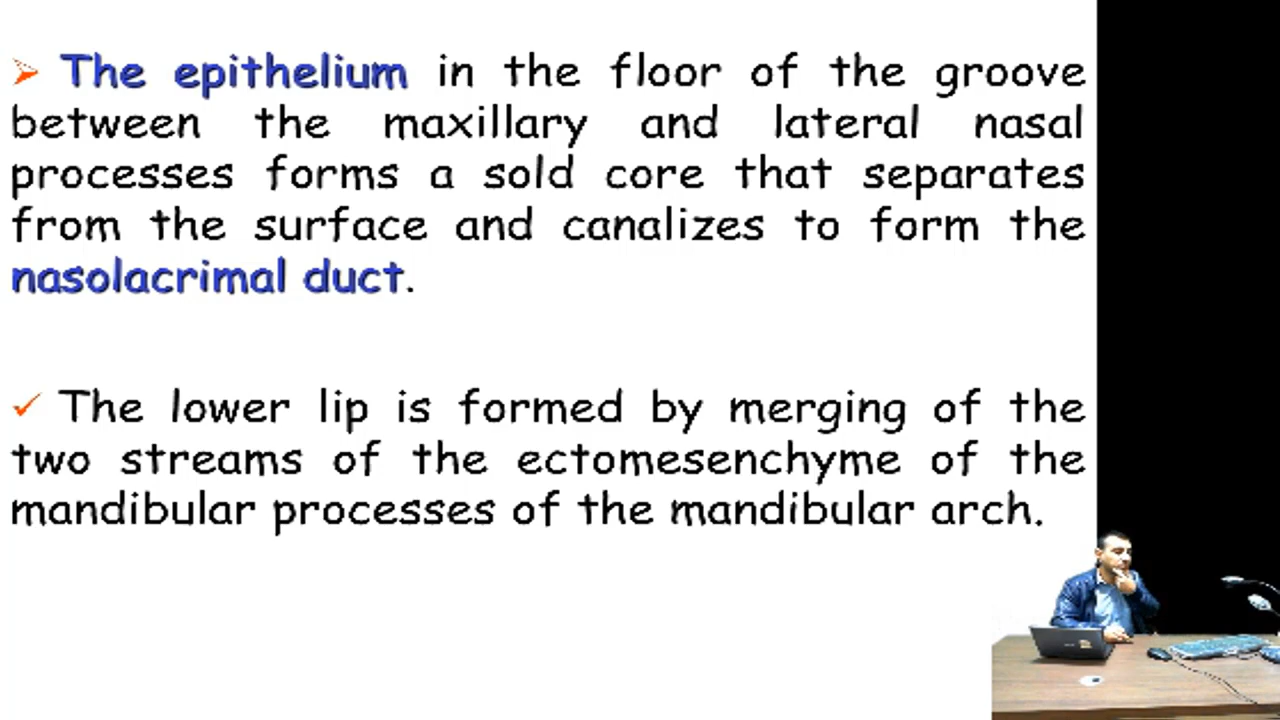 ➢ The epithelium in the floor of the groove
between the maxillary and lateral nasal
processes forms a sold core that separates
from the surface and canalizes to form the
nasolacrimal duct.
✓ The lower lip is formed by merging of the
two streams of the ectomesenchyme of the
mandibular processes of the mandibular arch.